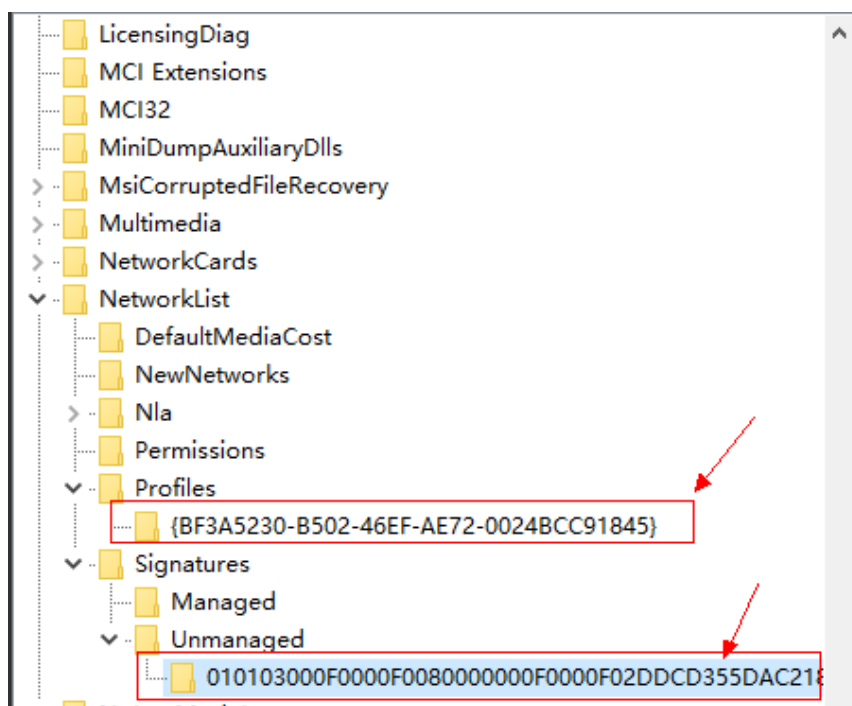 LicensingDiag
MCI Extensions
MCI32
MiniDumpAuxiliaryDlls
MsiCorruptedFileRecovery
Multimedia
NetworkCards
NetworkList
DefaultMediaCost
NewNetworks
Nla
Permissions
Profiles
{BF3A5230-B502-46EF-AE72-0024BCC91845}
Signatures
Managed
Unmanaged
010103000F0000F0080000000F0000F02DDCD355DAC218